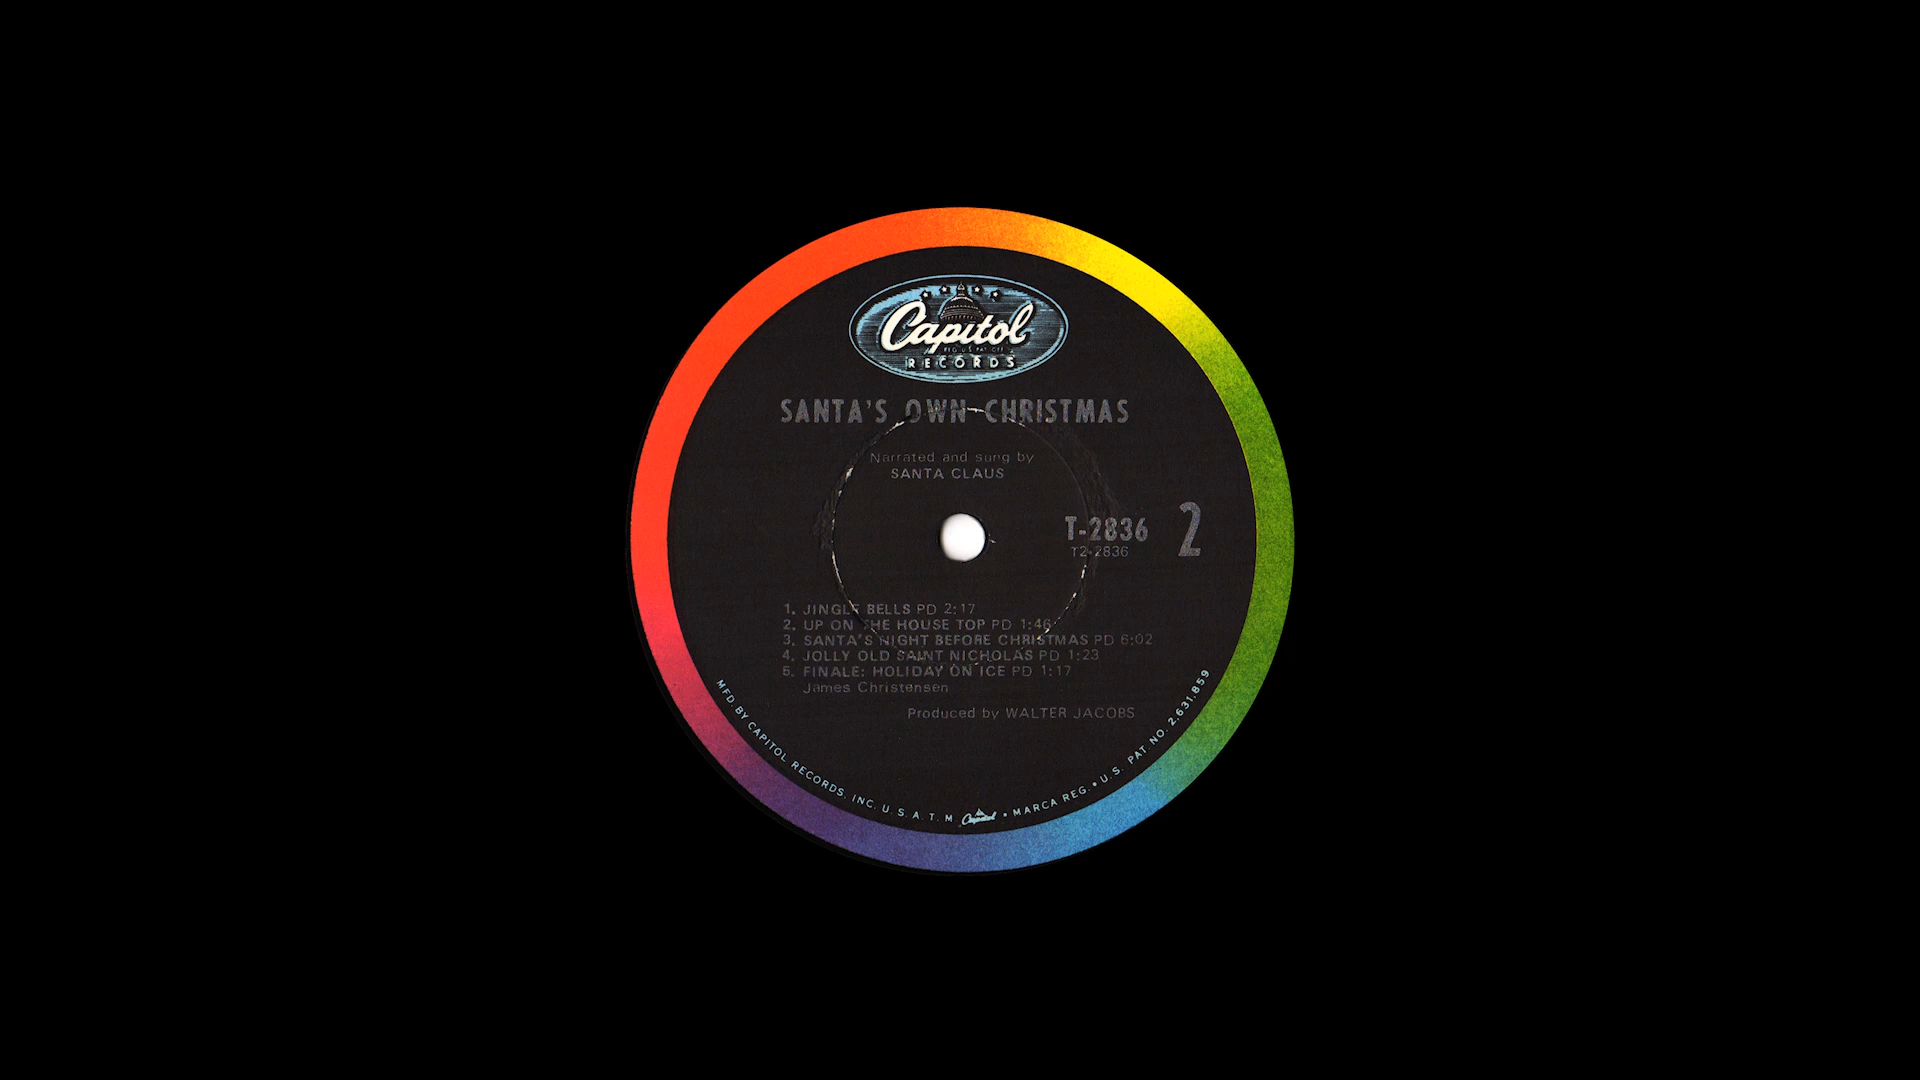 Capitol
REG. U.S. PAT. OFF.
RECORDS
SANTA'S OWN CHRISTMAS
Narrated and sung by
SANTA CLAUS
T-2836
T2-2836
2
1. JINGLE BELLS PD 2:17
2. UP ON THE HOUSE TOP PD 1:46
3. SANTA'S NIGHT BEFORE CHRISTMAS PD 6:02
4. JOLLY OLD SAINT NICHOLAS PD 1:23
5. FINALE: HOLIDAY ON ICE PD 1:17
James Christensen
Produced by WALTER JACOBS
MFD. BY CAPITOL RECORDS, INC. U. S. A. T. M. Capitol • MARCA REG. • U.S. PAT. NO. 2,631,859